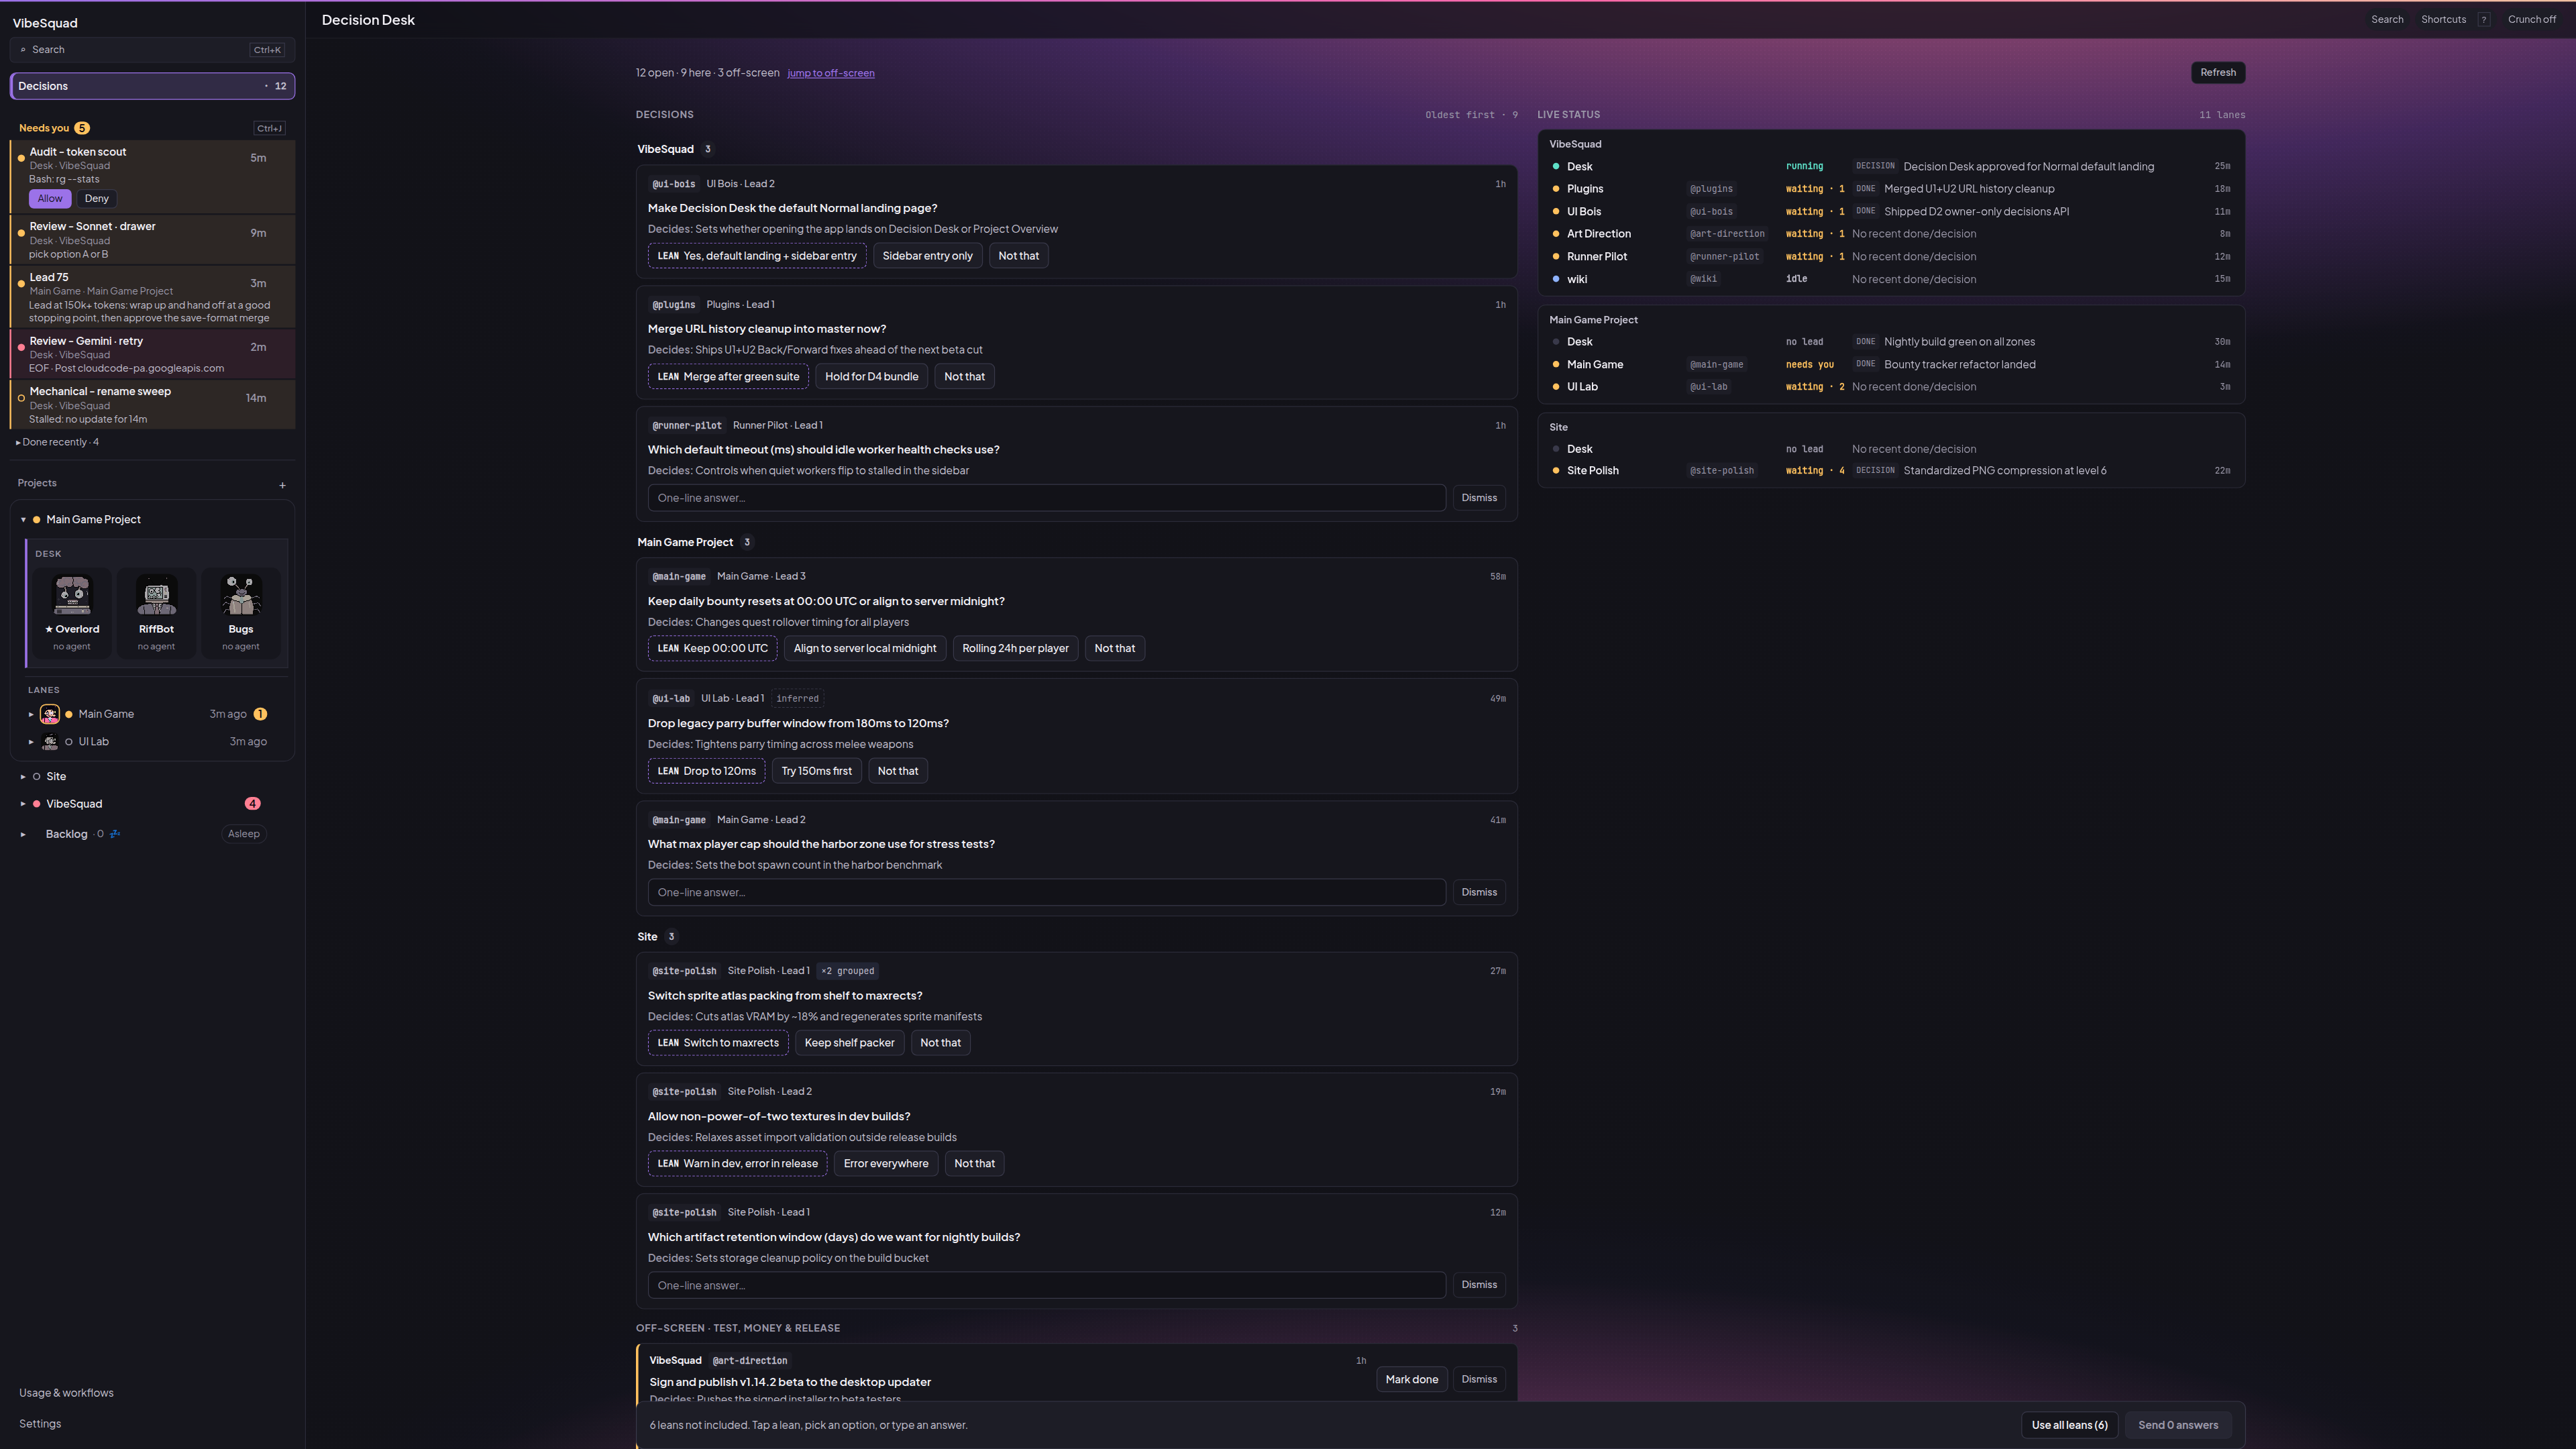 VibeSquad
Search Ctrl+K
Decisions · 12
Needs you 5 Ctrl+J
Audit – token scout 5m
Desk · VibeSquad
Bash: rg --stats
Allow Deny
Review – Sonnet · drawer 9m
Desk · VibeSquad
pick option A or B
Lead 75 3m
Main Game · Main Game Project
Lead at 150k+ tokens: wrap up and hand off at a good
stopping point, then approve the save-format merge
Review – Gemini · retry 2m
Desk · VibeSquad
EOF · Post cloudcode-pa.googleapis.com
Mechanical – rename sweep 14m
Desk · VibeSquad
Stalled: no update for 14m
▸ Done recently · 4
Projects +
▾ Main Game Project
DESK
★ Overlord RiffBot Bugs
no agent no agent no agent
LANES
▸ Main Game 3m ago 1
▸ UI Lab 3m ago
▸ Site
▸ VibeSquad 4
▸ Backlog · 0 💤 Asleep
Usage & workflows
Settings
Decision Desk Search Shortcuts ? Crunch off
12 open · 9 here · 3 off-screen jump to off-screen Refresh
DECISIONS Oldest first · 9
VibeSquad 3
@ui-bois UI Bois · Lead 2 1h
Make Decision Desk the default Normal landing page?
Decides: Sets whether opening the app lands on Decision Desk or Project Overview
LEAN Yes, default landing + sidebar entry Sidebar entry only Not that
@plugins Plugins · Lead 1 1h
Merge URL history cleanup into master now?
Decides: Ships U1+U2 Back/Forward fixes ahead of the next beta cut
LEAN Merge after green suite Hold for D4 bundle Not that
@runner-pilot Runner Pilot · Lead 1 1h
Which default timeout (ms) should idle worker health checks use?
Decides: Controls when quiet workers flip to stalled in the sidebar
One-line answer… Dismiss
Main Game Project 3
@main-game Main Game · Lead 3 58m
Keep daily bounty resets at 00:00 UTC or align to server midnight?
Decides: Changes quest rollover timing for all players
LEAN Keep 00:00 UTC Align to server local midnight Rolling 24h per player Not that
@ui-lab UI Lab · Lead 1 inferred 49m
Drop legacy parry buffer window from 180ms to 120ms?
Decides: Tightens parry timing across melee weapons
LEAN Drop to 120ms Try 150ms first Not that
@main-game Main Game · Lead 2 41m
What max player cap should the harbor zone use for stress tests?
Decides: Sets the bot spawn count in the harbor benchmark
One-line answer… Dismiss
Site 3
@site-polish Site Polish · Lead 1 ×2 grouped 27m
Switch sprite atlas packing from shelf to maxrects?
Decides: Cuts atlas VRAM by ~18% and regenerates sprite manifests
LEAN Switch to maxrects Keep shelf packer Not that
@site-polish Site Polish · Lead 2 19m
Allow non-power-of-two textures in dev builds?
Decides: Relaxes asset import validation outside release builds
LEAN Warn in dev, error in release Error everywhere Not that
@site-polish Site Polish · Lead 1 12m
Which artifact retention window (days) do we want for nightly builds?
Decides: Sets storage cleanup policy on the build bucket
One-line answer… Dismiss
OFF-SCREEN · TEST, MONEY & RELEASE 3
VibeSquad @art-direction 1h
Sign and publish v1.14.2 beta to the desktop updater Mark done Dismiss
Decides: Pushes the signed installer to beta testers
6 leans not included. Tap a lean, pick an option, or type an answer. Use all leans (6) Send 0 answers
LIVE STATUS 11 lanes
VibeSquad
Desk running DECISION Decision Desk approved for Normal default landing 25m
Plugins @plugins waiting · 1 DONE Merged U1+U2 URL history cleanup 18m
UI Bois @ui-bois waiting · 1 DONE Shipped D2 owner-only decisions API 11m
Art Direction @art-direction waiting · 1 No recent done/decision 8m
Runner Pilot @runner-pilot waiting · 1 No recent done/decision 12m
wiki @wiki idle No recent done/decision 15m
Main Game Project
Desk no lead DONE Nightly build green on all zones 30m
Main Game @main-game needs you DONE Bounty tracker refactor landed 14m
UI Lab @ui-lab waiting · 2 No recent done/decision 3m
Site
Desk no lead No recent done/decision
Site Polish @site-polish waiting · 4 DECISION Standardized PNG compression at level 6 22m